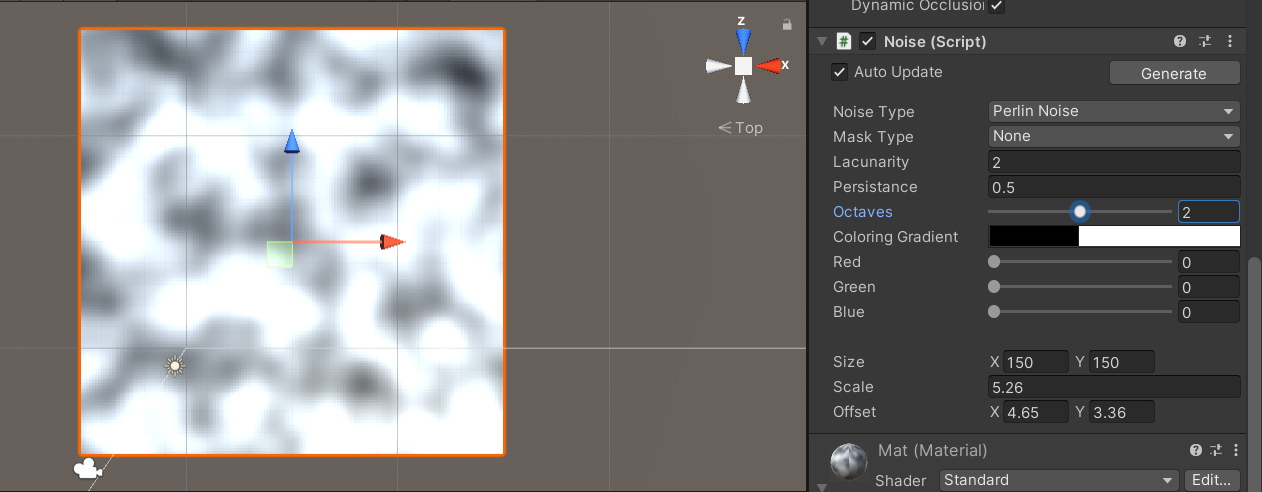 Dynamic Occlusion
Noise (Script)
Auto Update
Generate
Noise Type Perlin Noise
Mask Type None
Lacunarity 2
Persistance 0.5
Octaves 2
Coloring Gradient
Red 0
Green 0
Blue 0
Size X 150 Y 150
Scale 5.26
Offset X 4.65 Y 3.36
Mat (Material)
Shader Standard Edit...
z
x
Top